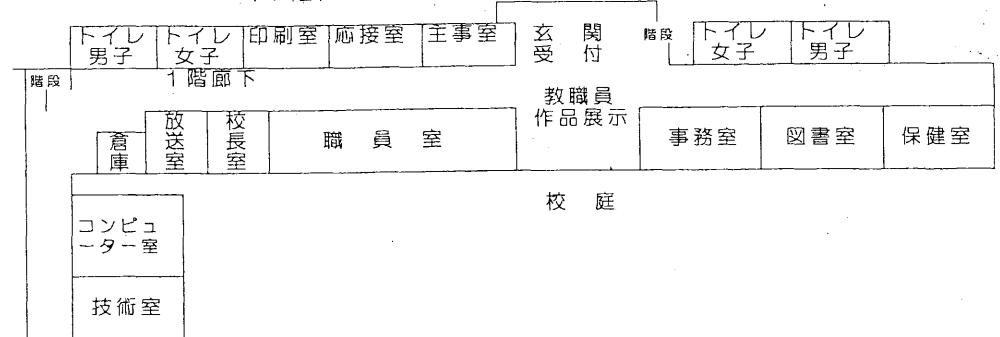 トイレ 男子
トイレ 女子
印刷室
応接室
主事室
玄関
受付
階段
トイレ 女子
トイレ 男子
階段
1階廊下
教職員
作品展示
倉庫
放送室
校長室
職員室
事務室
図書室
保健室
校庭
コンピュ
ーター室
技術室